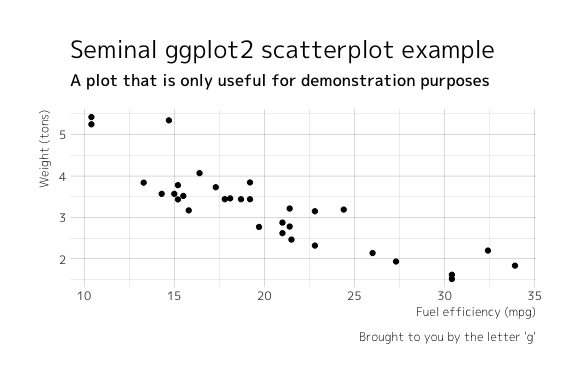 Seminal ggplot2 scatterplot example
A plot that is only useful for demonstration purposes
Weight (tons)
5
4
3
2
10 15 20 25 30 35
Fuel efficiency (mpg)
Brought to you by the letter 'g'